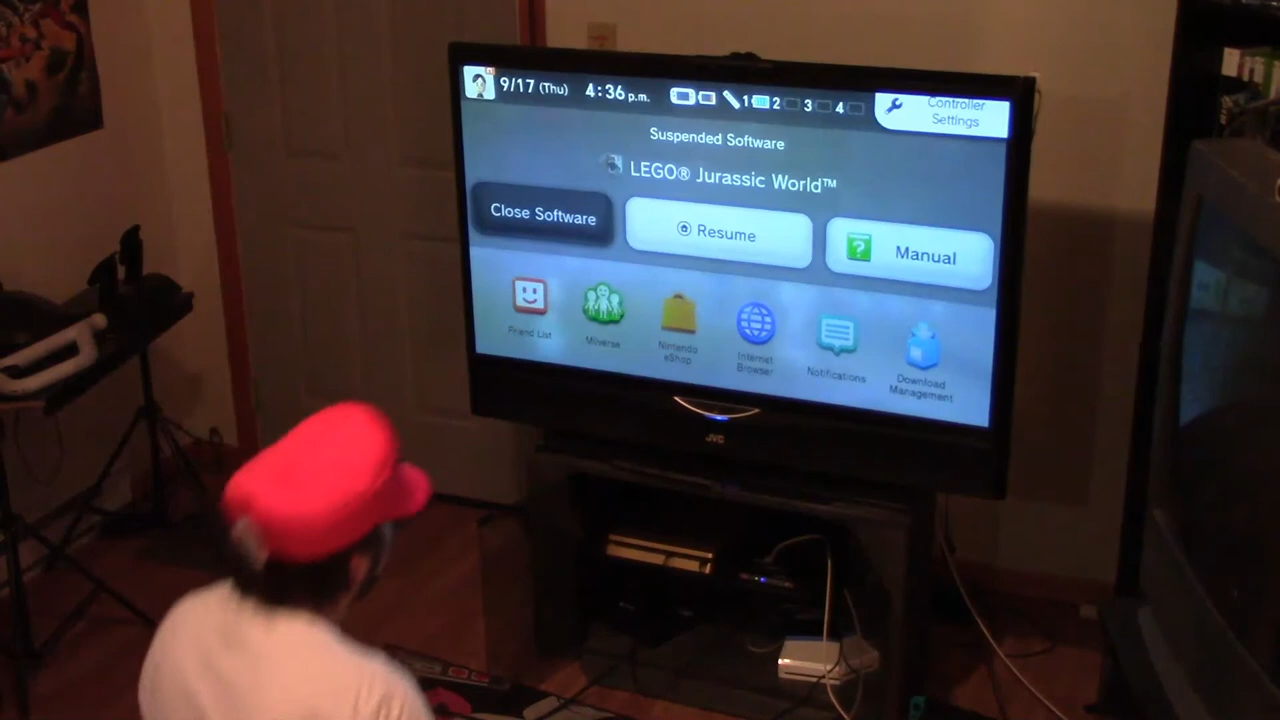 9/17 (Thu) 4:36 p.m. 1 2 3 4
Controller
Settings
Suspended Software
LEGO® Jurassic World™
Close Software
Resume
? Manual
Friend List
Miiverse
Nintendo
eShop
Internet
Browser
Notifications
Download
Management
JVC